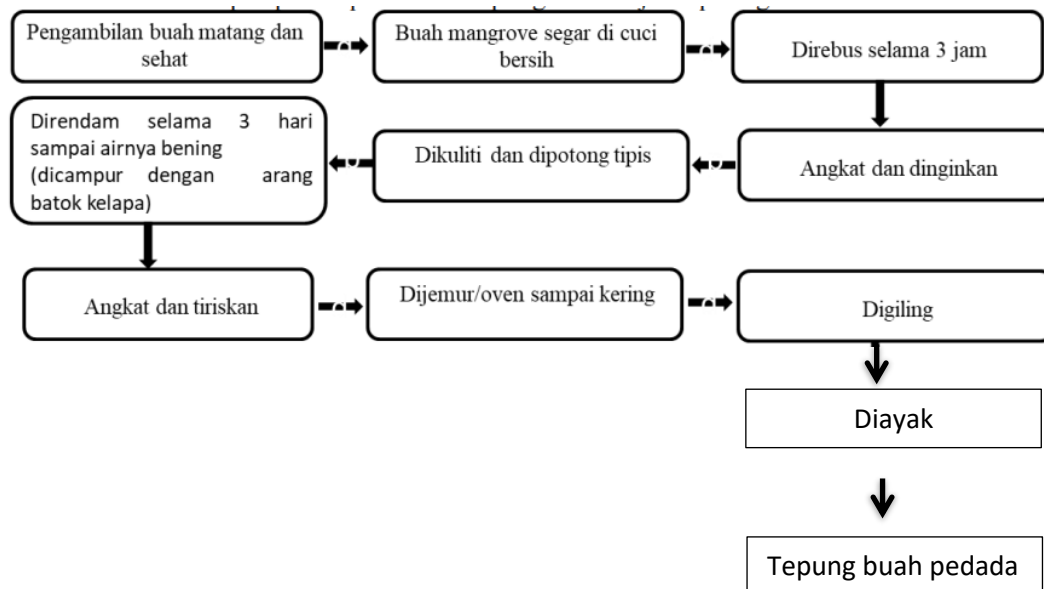 Pengambilan buah matang dan
sehat
Buah mangrove segar di cuci
bersih
Direbus selama 3 jam
Angkat dan dinginkan
Dikuliti dan dipotong tipis
Direndam selama 3 hari
sampai airnya bening
(dicampur dengan arang
batok kelapa)
Angkat dan tiriskan
Dijemur/oven sampai kering
Digiling
Diayak
Tepung buah pedada